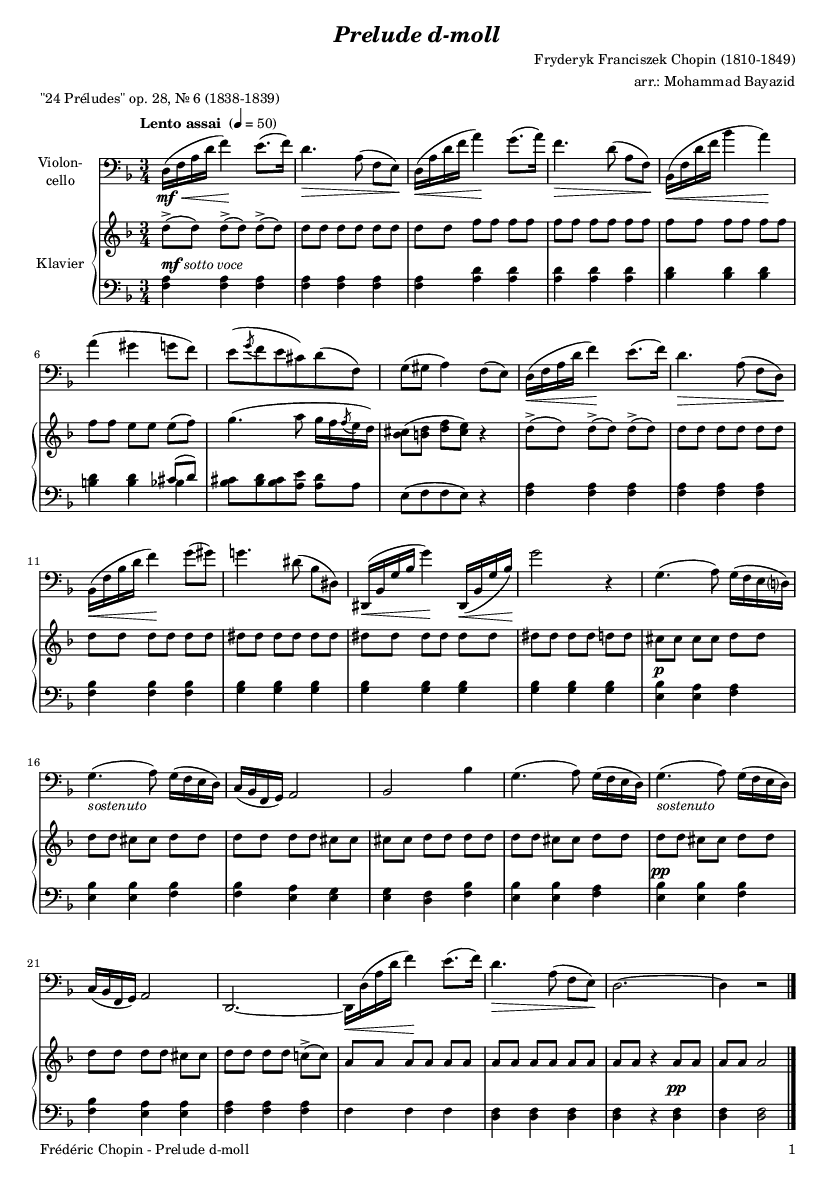 Prelude d-moll
Fryderyk Franciszek Chopin (1810-1849)
arr.: Mohammad Bayazid
"24 Préludes" op. 28, № 6 (1838-1839)
Lento assai (♩ = 50)
Violon-
cello
mf
Klavier
mf sotto voce
6
11
p
16
sostenuto
sostenuto
pp
21
pp
Frédéric Chopin - Prelude d-moll
1